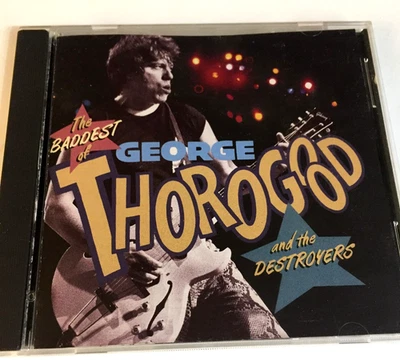 The
BADDEST
of
GEORGE
THOROGOOD
and the
DESTROYERS